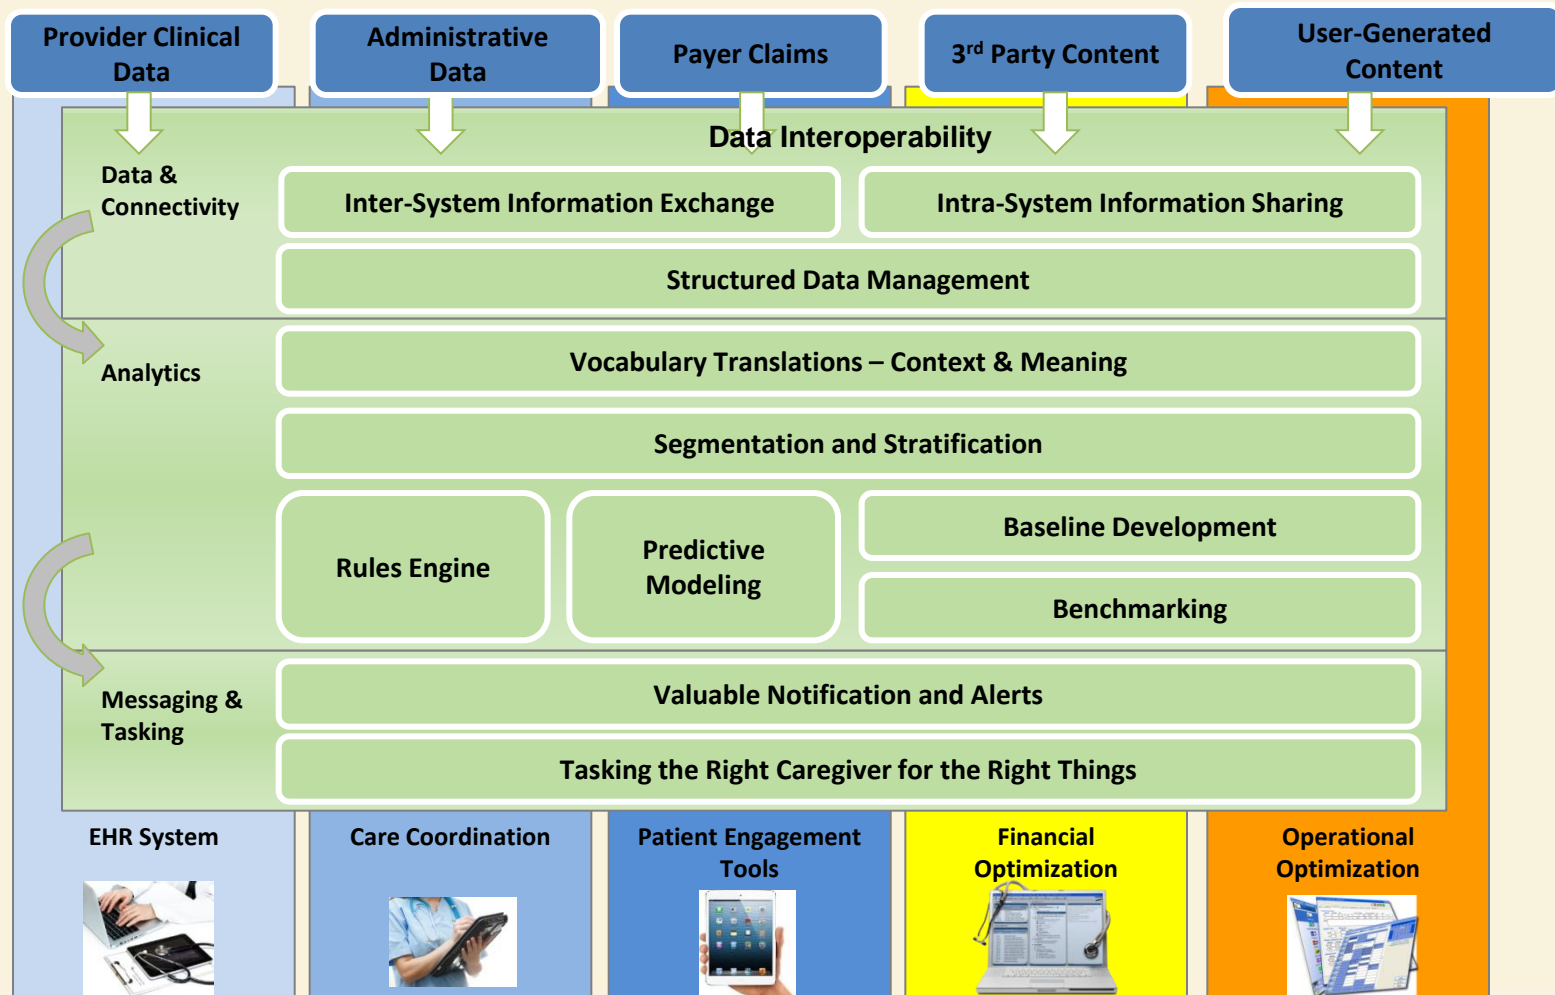 Provider Clinical
Data
Administrative
Data
Payer Claims
3rd Party Content
User-Generated
Content
Data Interoperability
Data &
Connectivity
Inter-System Information Exchange
Intra-System Information Sharing
Structured Data Management
Analytics
Vocabulary Translations – Context & Meaning
Segmentation and Stratification
Rules Engine
Predictive
Modeling
Baseline Development
Benchmarking
Messaging &
Tasking
Valuable Notification and Alerts
Tasking the Right Caregiver for the Right Things
EHR System
Care Coordination
Patient Engagement
Tools
Financial
Optimization
Operational
Optimization